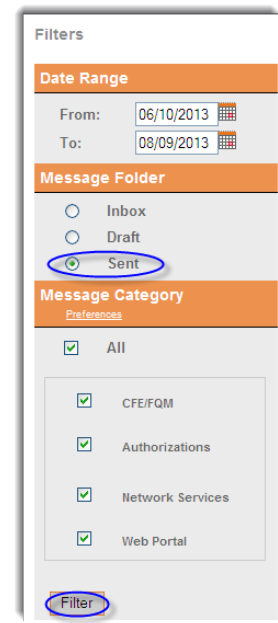 Filters
Date Range
From: 06/10/2013
To: 08/09/2013
Message Folder
Inbox
Draft
Sent
Message Category
Preferences
All
CFE/FQM
Authorizations
Network Services
Web Portal
Filter